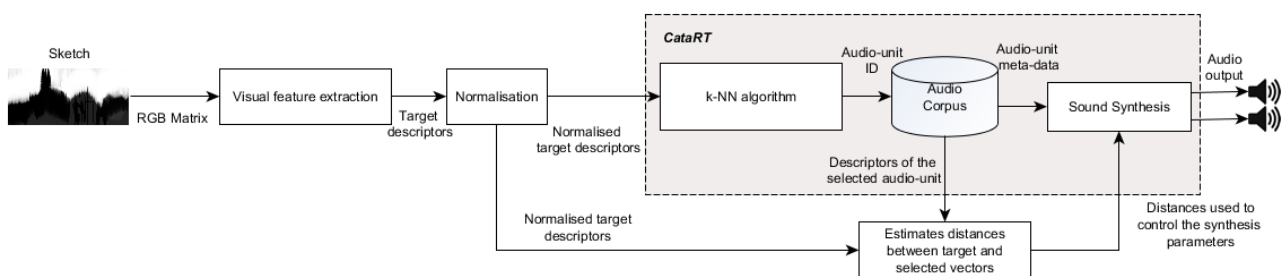 Sketch
RGB Matrix
Visual feature extraction
Target
descriptors
Normalisation
Normalised
target descriptors
CataRT
k-NN algorithm
Audio-unit
ID
Audio
Corpus
Audio-unit
meta-data
Sound Synthesis
Audio
output
Descriptors of the
selected audio-unit
Normalised target
descriptors
Estimates distances
between target and
selected vectors
Distances used to
control the synthesis
parameters